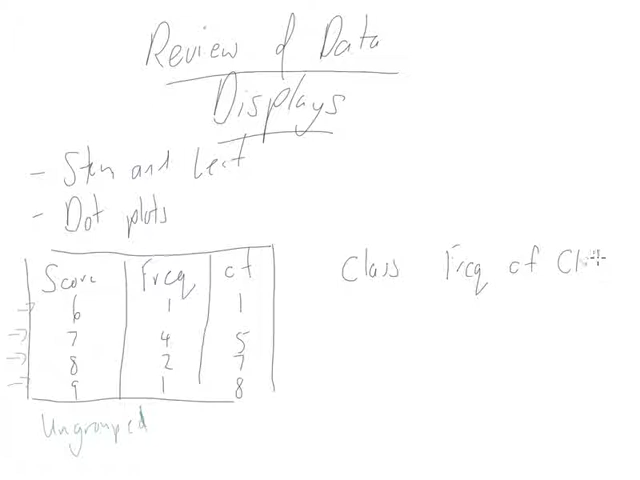 Review of Data
Displays
- Stem and Leaf
- Dot plots
Score Freq cf
6 1 1
7 4 5
8 2 7
9 1 8
Ungrouped
Class Freq cf